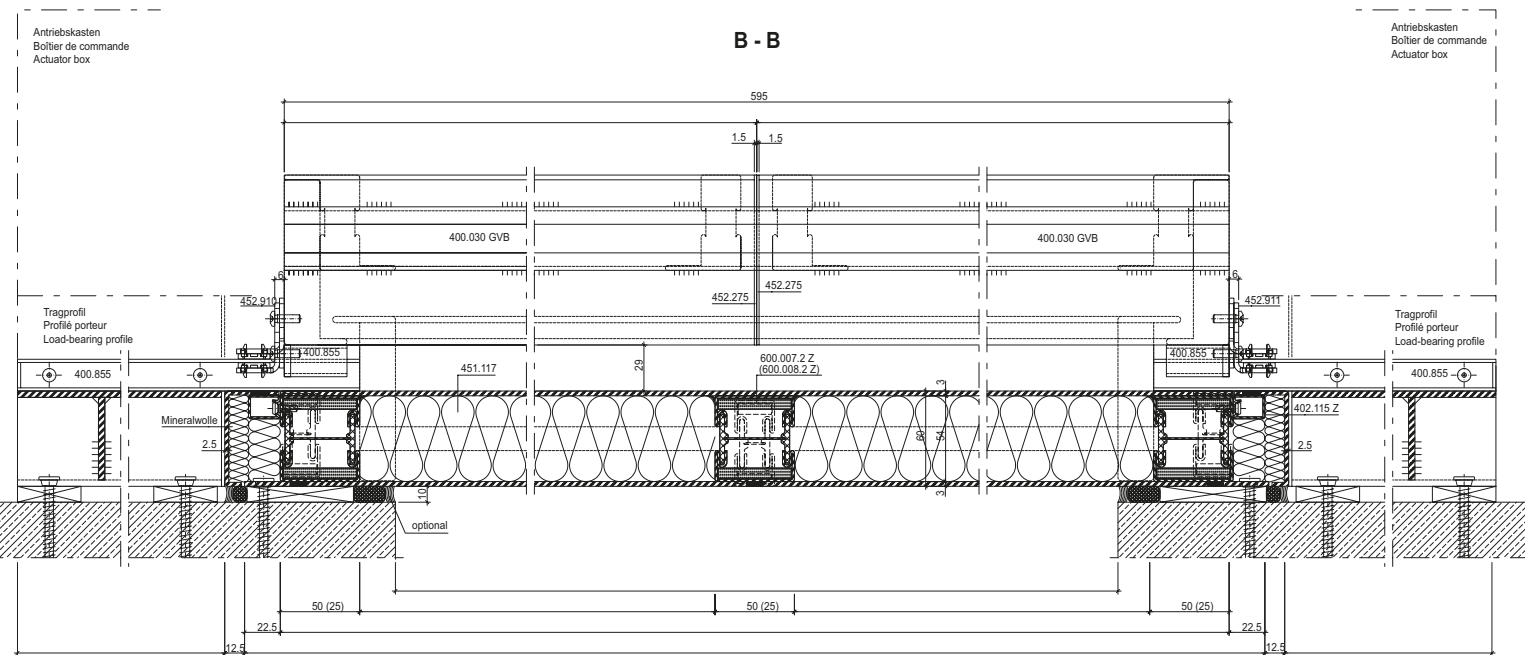 Antriebskasten
Boîtier de commande
Actuator box
B - B
Antriebskasten
Boîtier de commande
Actuator box
595
1.5
1.5
400.030 GVB
400.030 GVB
6
6
452.275
452.275
452.910
452.911
Tragprofil
Profilé porteur
Load-bearing profile
Tragprofil
Profilé porteur
Load-bearing profile
400.855
400.855
400.855
400.855
451.117
29
600.007.2 Z
(600.008.2 Z)
3
Mineralwolle
402.115 Z
2.5
60
54
2.5
10
3
optional
50 (25)
50 (25)
50 (25)
22.5
22.5
12.5
12.5